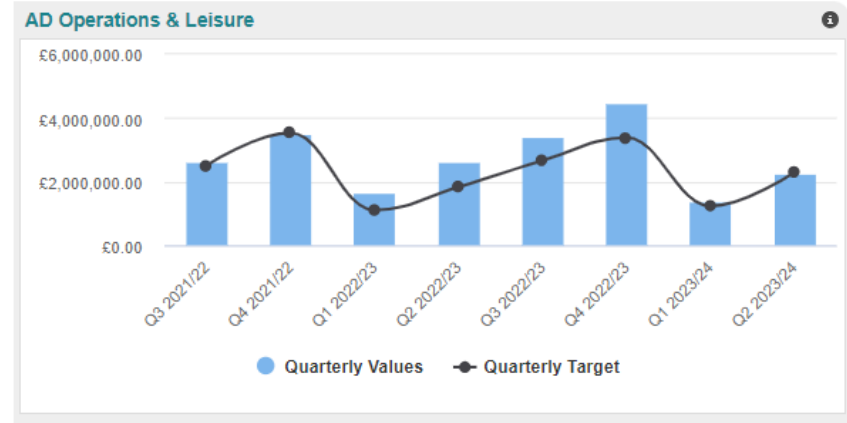 AD Operations & Leisure
£6,000,000.00
£4,000,000.00
£2,000,000.00
£0.00
Q3 2021/22
Q4 2021/22
Q1 2022/23
Q2 2022/23
Q3 2022/23
Q4 2022/23
Q1 2023/24
Q2 2023/24
Quarterly Values Quarterly Target